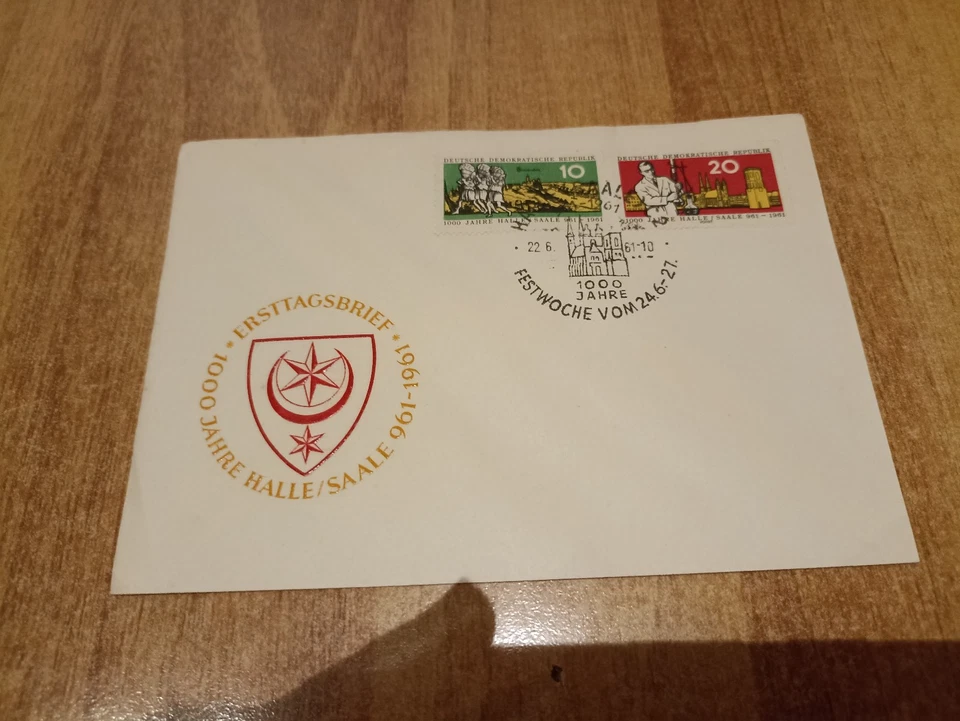 DEUTSCHE DEMOKRATISCHE REPUBLIK
10
1000 JAHRE HALLE/SAALE 961-1961
DEUTSCHE DEMOKRATISCHE REPUBLIK
20
1000 JAHRE HALLE/SAALE 961-1961
22.6. 61-10
1000
JAHRE
FESTWOCHE VOM 24.6.-27.
ERSTTAGSBRIEF
1000 JAHRE HALLE/SAALE 961-1961